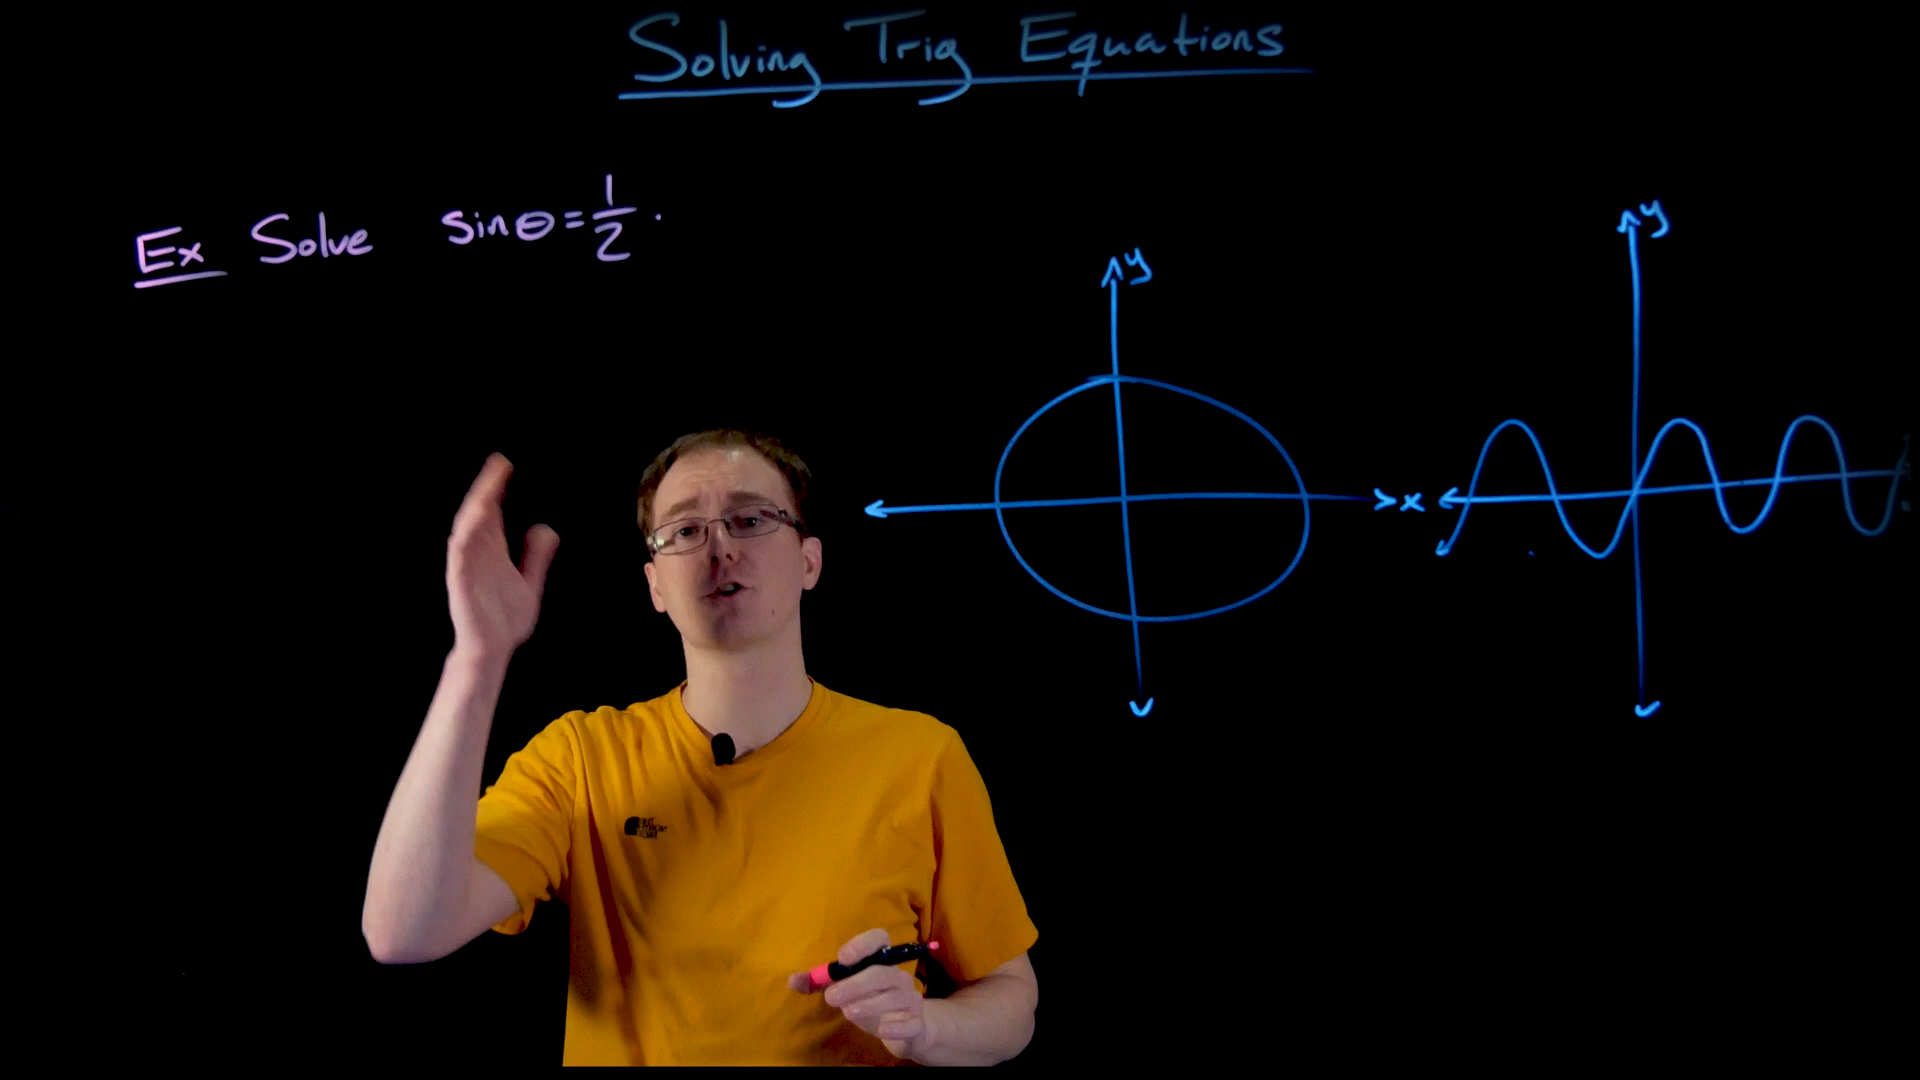 Solving Trig Equations
Ex Solve sinθ = 1/2.
y
y
x